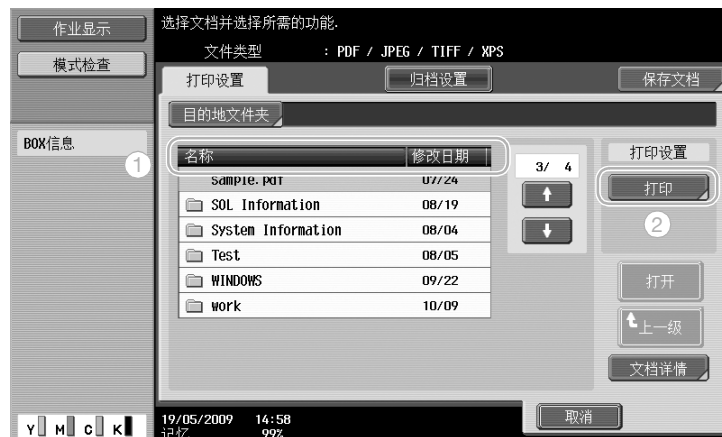 作业显示
模式检查
选择文档并选择所需的功能.
文件类型 : PDF / JPEG / TIFF / XPS
打印设置 归档设置 保存文档
目的地文件夹
BOX信息
1
名称 修改日期
3/ 4
打印设置
Sample.pdf 07/24
打印
SOL Information 08/19
2
System Information 08/04
Test 08/05
WINDOWS 09/22
打开
work 10/09
上一级
文档详情
取消
19/05/2009 14:58
记忆 99%
Y M C K